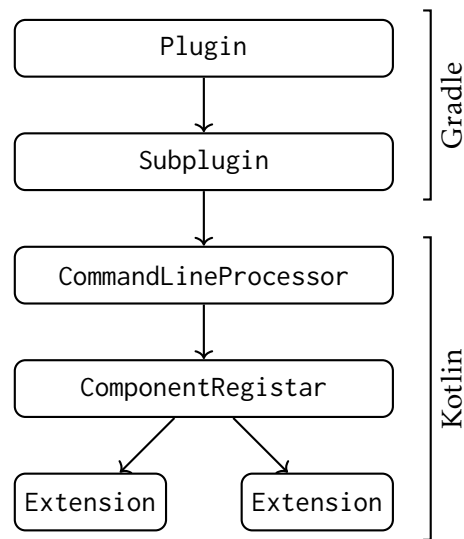 Plugin
Gradle
Subplugin
CommandLineProcessor
Kotlin
ComponentRegistar
Extension
Extension